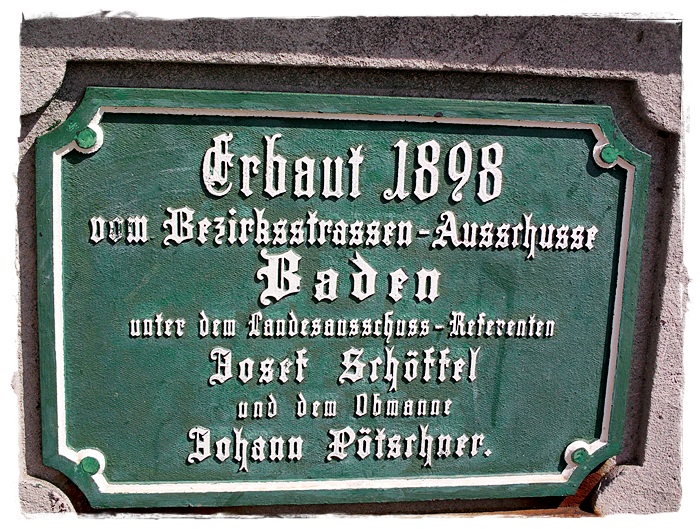 Erbaut 1898
vom Bezirksstrassen-Ausschusse
Baden
unter dem Landesausschuss-Referenten
Josef Schöffel
und dem Obmanne
Johann Pötschner.